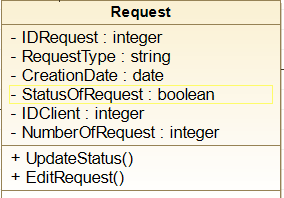 Request
- IDRequest : integer
- RequestType : string
- CreationDate : date
- StatusOfRequest : boolean
- IDClient : integer
- NumberOfRequest : integer
+ UpdateStatus()
+ EditRequest()